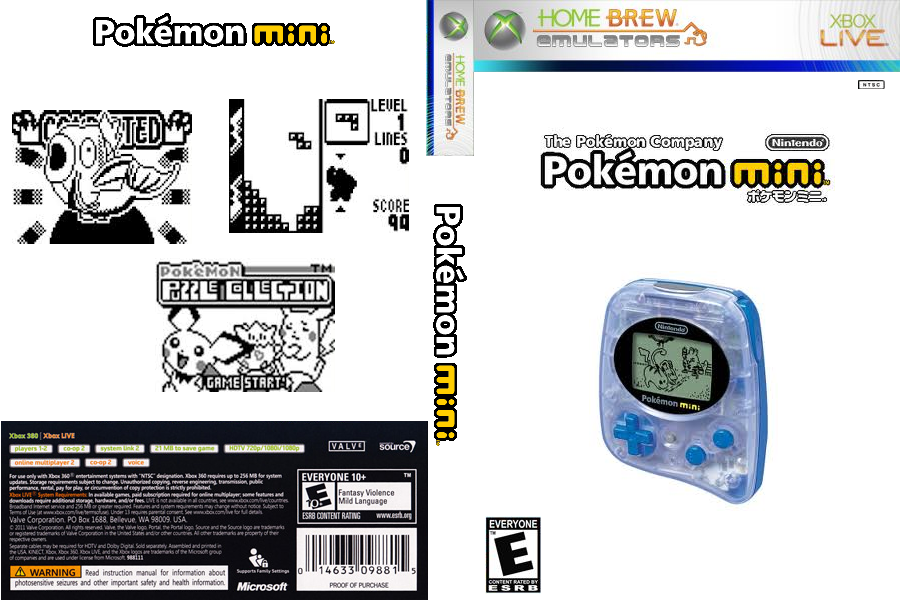 Pokémon mini
COLLECTED
LEVEL
1
LINES
0
SCORE
99
POKéMON TM
PUZZLE COLLECTION
GAME START!
Xbox 380 | Xbox LIVE
players 1-2 co-op 2 system link 2 21 MB to save game HDTV 720p/1080i/1080p
online multiplayer 2 co-op 2 voice
VALVE
source
For use only with Xbox 360® entertainment systems with "NTSC" designation. Xbox 360 requires up to 256 MB for system
updates. Storage requirements subject to change. Unauthorized copying, reverse engineering, transmission, public
performance, rental, pay for play, or circumvention of copy protection is strictly prohibited.
Xbox LIVE™ System Requirements: In available games, paid subscription required for online multiplayer; some features and
downloads require additional storage, hardware, and/or fees. LIVE is not available in all countries; see www.xbox.com/live/countries.
Broadband Internet service and 256 MB or greater required. Features and system requirements may change without notice. Subject to
Terms of Use (at www.xbox.com/live/termsofuse). Under 13 requires parental consent. See www.xbox.com/live for full details.
Valve Corporation. PO Box 1688, Bellevue, WA 98009. USA.
© 2011 Valve Corporation. All rights reserved. Valve, the Valve logo, Portal, the Portal logo, Source and the Source logo are trademarks
or registered trademarks of Valve Corporation in the United States and/or other countries. All other trademarks are property of their
respective owners.
Separate cables may be required for HDTV and Dolby Digital. Sold separately. Assembled and printed in
the USA. KINECT, Xbox, Xbox 360, Xbox LIVE, and the Xbox logos are trademarks of the Microsoft group
of companies and are used under license from Microsoft. 988111
WARNING Read instruction manual for information about
photosensitive seizures and other important safety and health information.
Supports Family Settings
Microsoft
EVERYONE 10+ ™
E 10+
Fantasy Violence
Mild Language
ESRB CONTENT RATING www.esrb.org
0 14633 09881 5
PROOF OF PURCHASE
HOME BREW
EMULATORS
Pokémon mini
HOME BREW
EMULATORS
XBOX
LIVE
NTSC
The Pokémon Company Nintendo
Pokémon mini
ポケモンミニ
Nintendo
Pokémon mini
EVERYONE
™ E
CONTENT RATED BY
ESRB